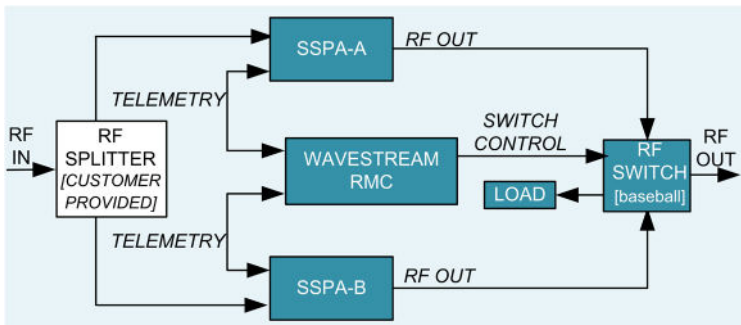 SSPA-A
RF OUT
TELEMETRY
RF
IN
RF
SPLITTER
[CUSTOMER
PROVIDED]
WAVESTREAM
RMC
SWITCH
CONTROL
LOAD
RF
SWITCH
[baseball]
RF
OUT
TELEMETRY
SSPA-B
RF OUT